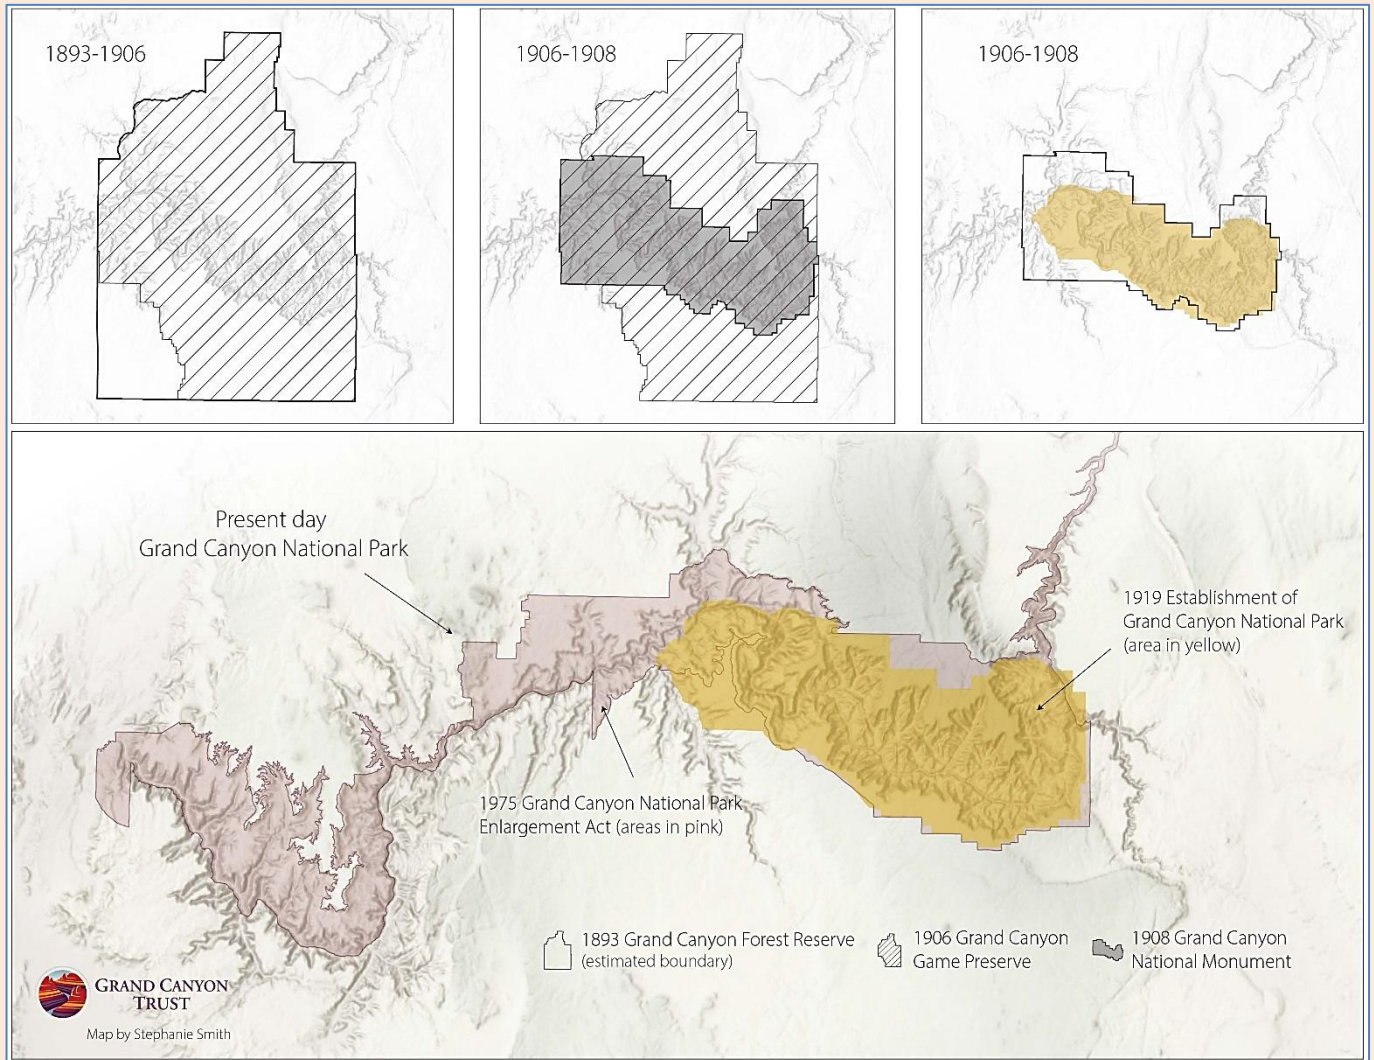 1893-1906
1906-1908
1906-1908
Present day
Grand Canyon National Park
1919 Establishment of
Grand Canyon National Park
(area in yellow)
1975 Grand Canyon National Park
Enlargement Act (areas in pink)
1893 Grand Canyon Forest Reserve
(estimated boundary)
1906 Grand Canyon
Game Preserve
1908 Grand Canyon
National Monument
GRAND CANYON
TRUST
Map by Stephanie Smith